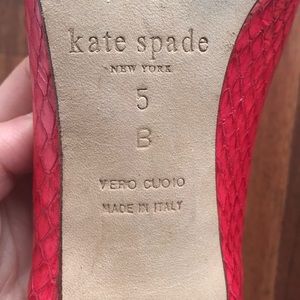 kate spade
NEW YORK
5
B
VERO CUOIO
MADE IN ITALY